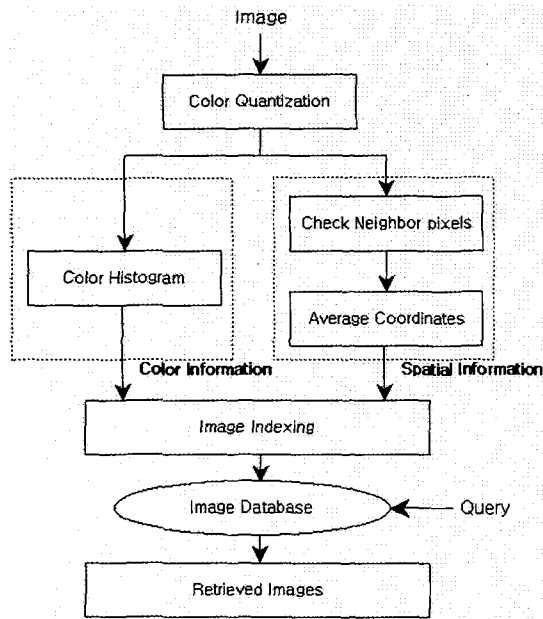 Image
Color Quantization
Check Neighbor pixels
Color Histogram
Average Coordinates
Color Information
Spatial Information
Image Indexing
Image Database
Query
Retrieved Images